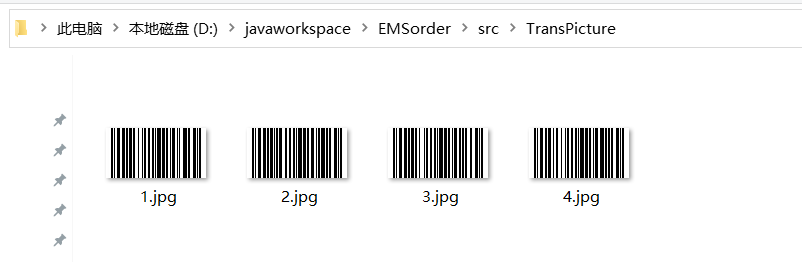 此电脑 > 本地磁盘 (D:) > javaworkspace > EMSorder > src > TransPicture
1.jpg 2.jpg 3.jpg 4.jpg